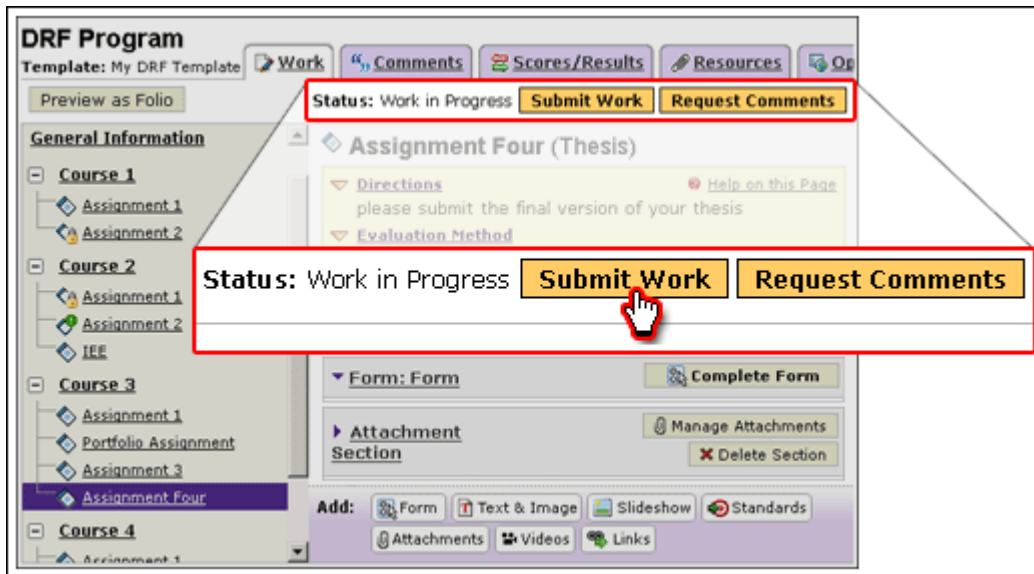 DRF Program
Template: My DRF Template
Work
Comments
Scores/Results
Resources
Preview as Folio
Status: Work in Progress Submit Work Request Comments
General Information
Course 1
Assignment 1
Assignment 2
Course 2
Assignment 1
Assignment 2
IEE
Course 3
Assignment 1
Portfolio Assignment
Assignment 3
Assignment Four
Course 4
Assignment 1
Assignment Four (Thesis)
Directions
Help on this Page
please submit the final version of your thesis
Evaluation Method
Status: Work in Progress Submit Work Request Comments
Form: Form
Complete Form
Attachment
Section
Manage Attachments
Delete Section
Add: Form Text & Image Slideshow Standards
Attachments Videos Links